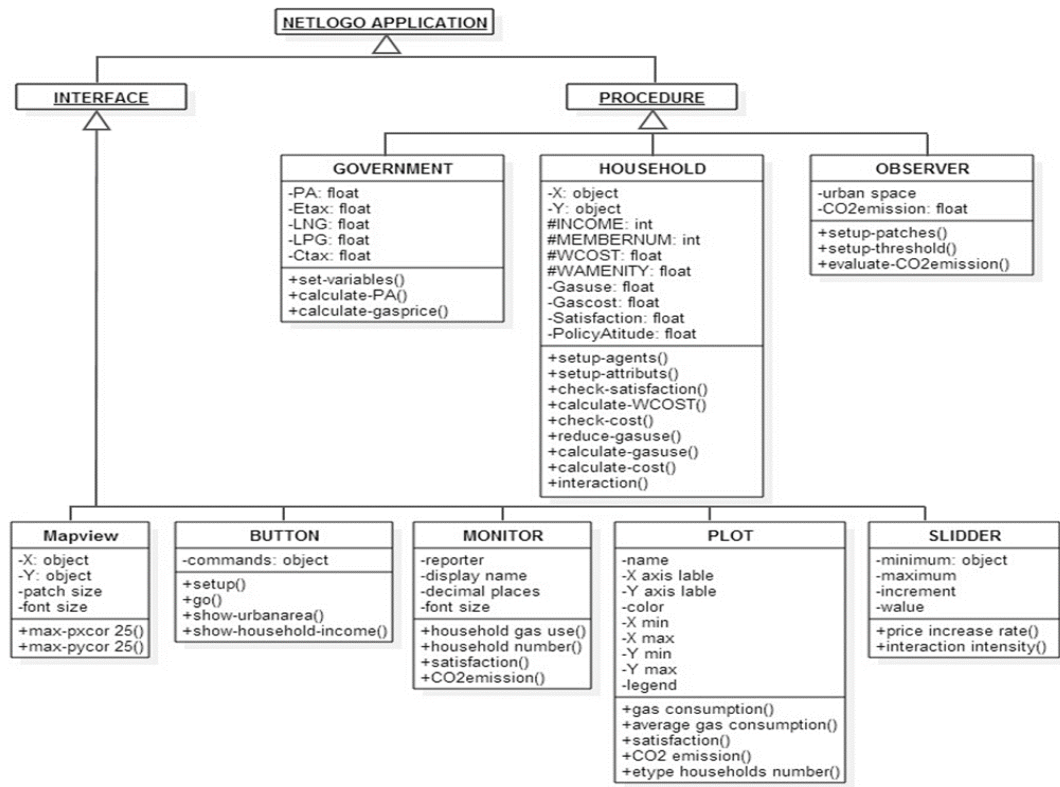 NETLOGO APPLICATION
INTERFACE
PROCEDURE
GOVERNMENT
-PA: float
-Etax: float
-LNG: float
-LPG: float
-Ctax: float
+set-variables()
+calculate-PA()
+calculate-gasprice()
HOUSEHOLD
-X: object
-Y: object
#INCOME: int
#MEMBERNUM: int
#WCOST: float
#WAMENITY: float
-Gasuse: float
-Gascost: float
-Satisfaction: float
-PolicyAtitude: float
+setup-agents()
+setup-attributs()
+check-satisfaction()
+calculate-WCOST()
+check-cost()
+reduce-gasuse()
+calculate-gasuse()
+calculate-cost()
+interaction()
OBSERVER
-urban space
-CO2emission: float
+setup-patches()
+setup-threshold()
+evaluate-CO2emission()
Mapview
-X: object
-Y: object
-patch size
-font size
+max-pxcor 25()
+max-pycor 25()
BUTTON
-commands: object
+setup()
+go()
+show-urbanarea()
+show-household-income()
MONITOR
-reporter
-display name
-decimal places
-font size
+household gas use()
+household number()
+satisfaction()
+CO2emission()
PLOT
-name
-X axis lable
-Y axis lable
-color
-X min
-X max
-Y min
-Y max
-legend
+gas consumption()
+average gas consumption()
+satisfaction()
+CO2 emission()
+etype households number()
SLIDDER
-minimum: object
-maximum
-increment
-walue
+price increase rate()
+interaction intensity()